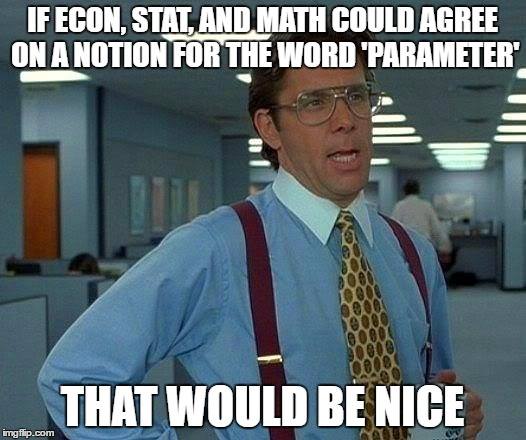 IF ECON, STAT, AND MATH COULD AGREE
ON A NOTION FOR THE WORD 'PARAMETER'
THAT WOULD BE NICE
imgflip.com